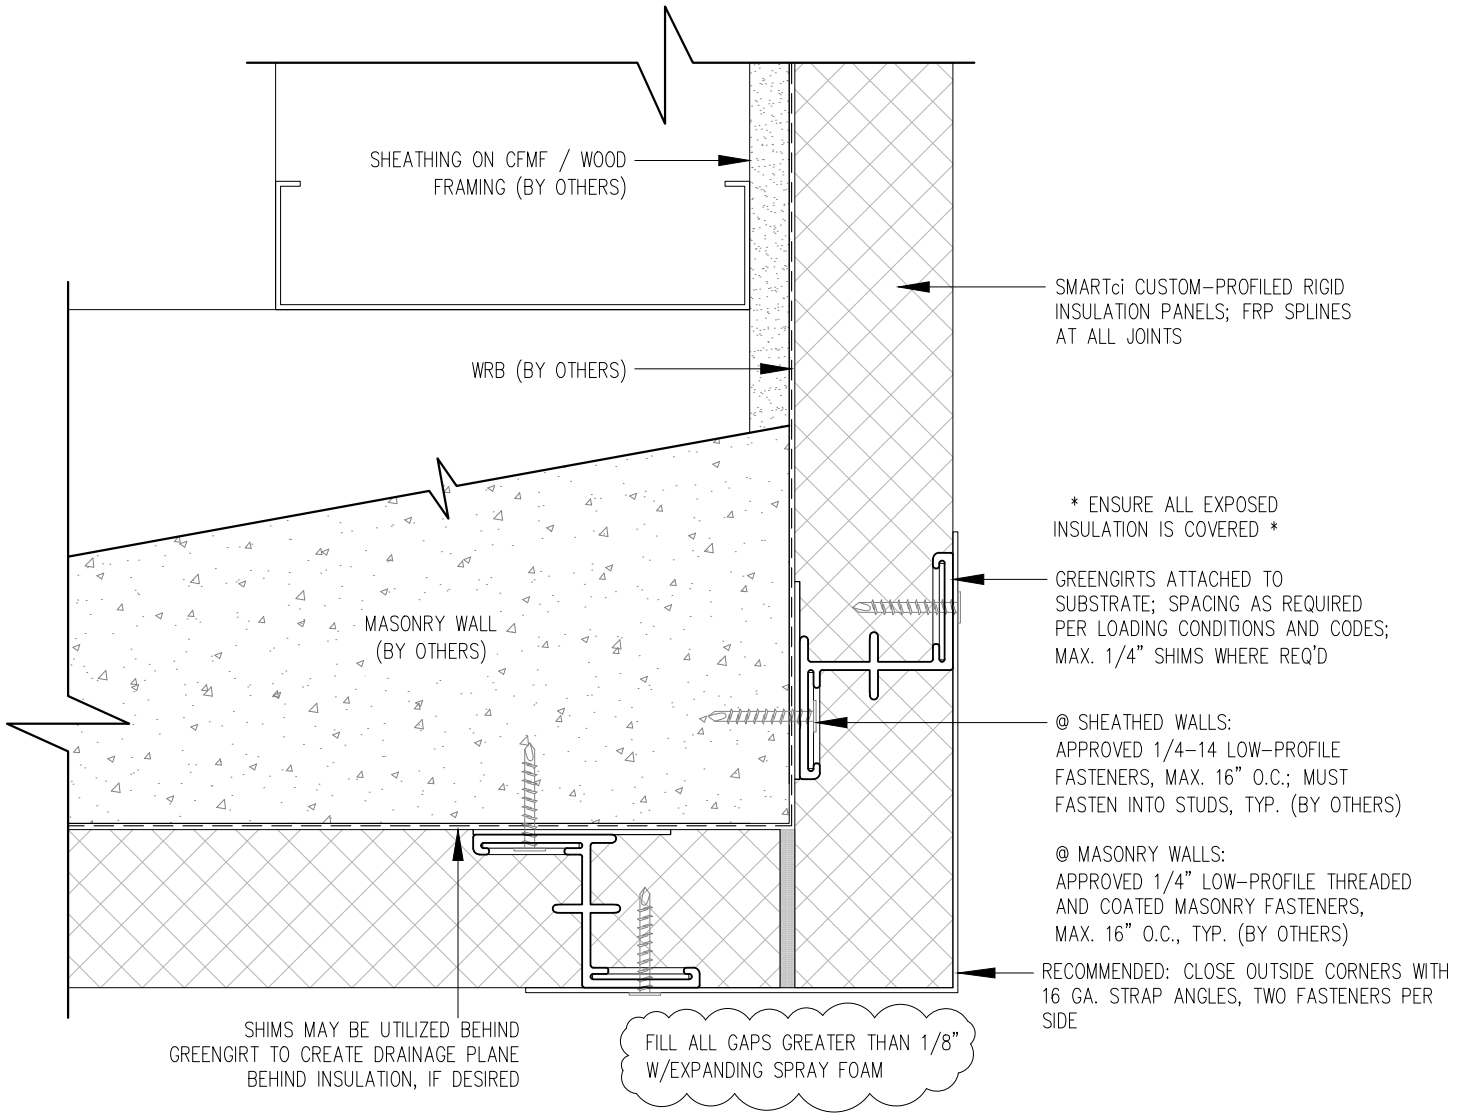 SHEATHING ON CFMF / WOOD
FRAMING (BY OTHERS)
SMARTci CUSTOM-PROFILED RIGID
INSULATION PANELS; FRP SPLINES
AT ALL JOINTS
WRB (BY OTHERS)
* ENSURE ALL EXPOSED
INSULATION IS COVERED *
GREENGIRTS ATTACHED TO
SUBSTRATE; SPACING AS REQUIRED
PER LOADING CONDITIONS AND CODES;
MAX. 1/4" SHIMS WHERE REQ'D
MASONRY WALL
(BY OTHERS)
@ SHEATHED WALLS:
APPROVED 1/4-14 LOW-PROFILE
FASTENERS, MAX. 16" O.C.; MUST
FASTEN INTO STUDS, TYP. (BY OTHERS)
@ MASONRY WALLS:
APPROVED 1/4" LOW-PROFILE THREADED
AND COATED MASONRY FASTENERS,
MAX. 16" O.C., TYP. (BY OTHERS)
RECOMMENDED: CLOSE OUTSIDE CORNERS WITH
16 GA. STRAP ANGLES, TWO FASTENERS PER
SIDE
SHIMS MAY BE UTILIZED BEHIND
GREENGIRT TO CREATE DRAINAGE PLANE
BEHIND INSULATION, IF DESIRED
FILL ALL GAPS GREATER THAN 1/8"
W/EXPANDING SPRAY FOAM